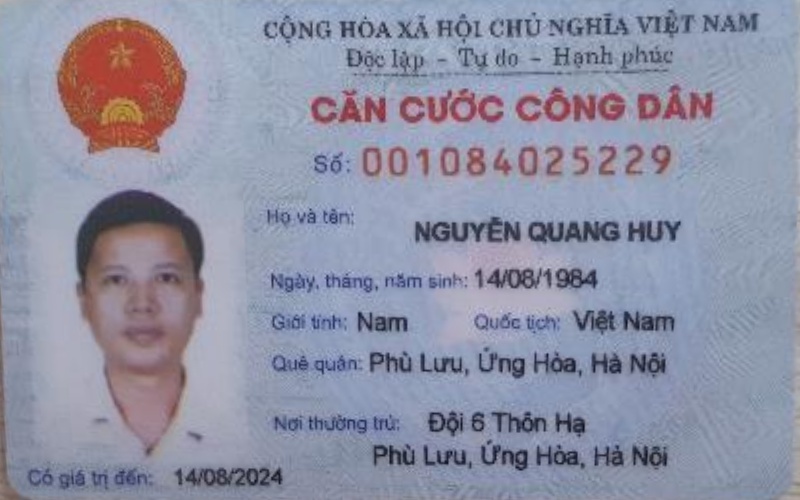 CỘNG HÒA XÃ HỘI CHỦ NGHĨA VIỆT NAM
Độc lập - Tự do - Hạnh phúc
CĂN CƯỚC CÔNG DÂN
Số: 001084025229
Họ và tên: NGUYỄN QUANG HUY
Ngày, tháng, năm sinh: 14/08/1984
Giới tính: Nam Quốc tịch: Việt Nam
Quê quán: Phù Lưu, Ứng Hòa, Hà Nội
Nơi thường trú: Đội 6 Thôn Hạ
Phù Lưu, Ứng Hòa, Hà Nội
Có giá trị đến: 14/08/2024